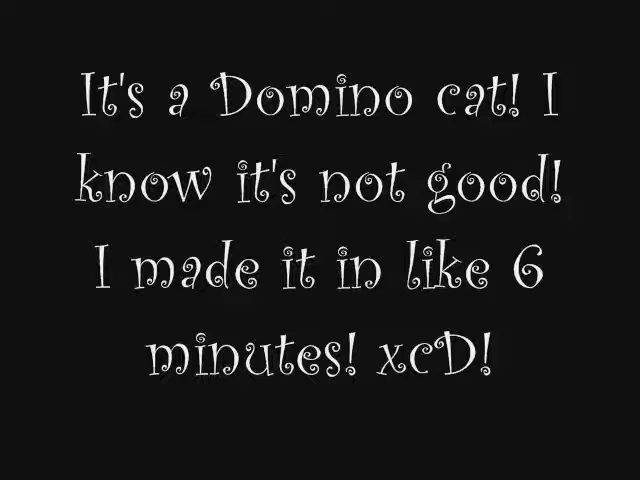 It's a Domino cat! I
know it's not good!
I made it in like 6
minutes! xcD!